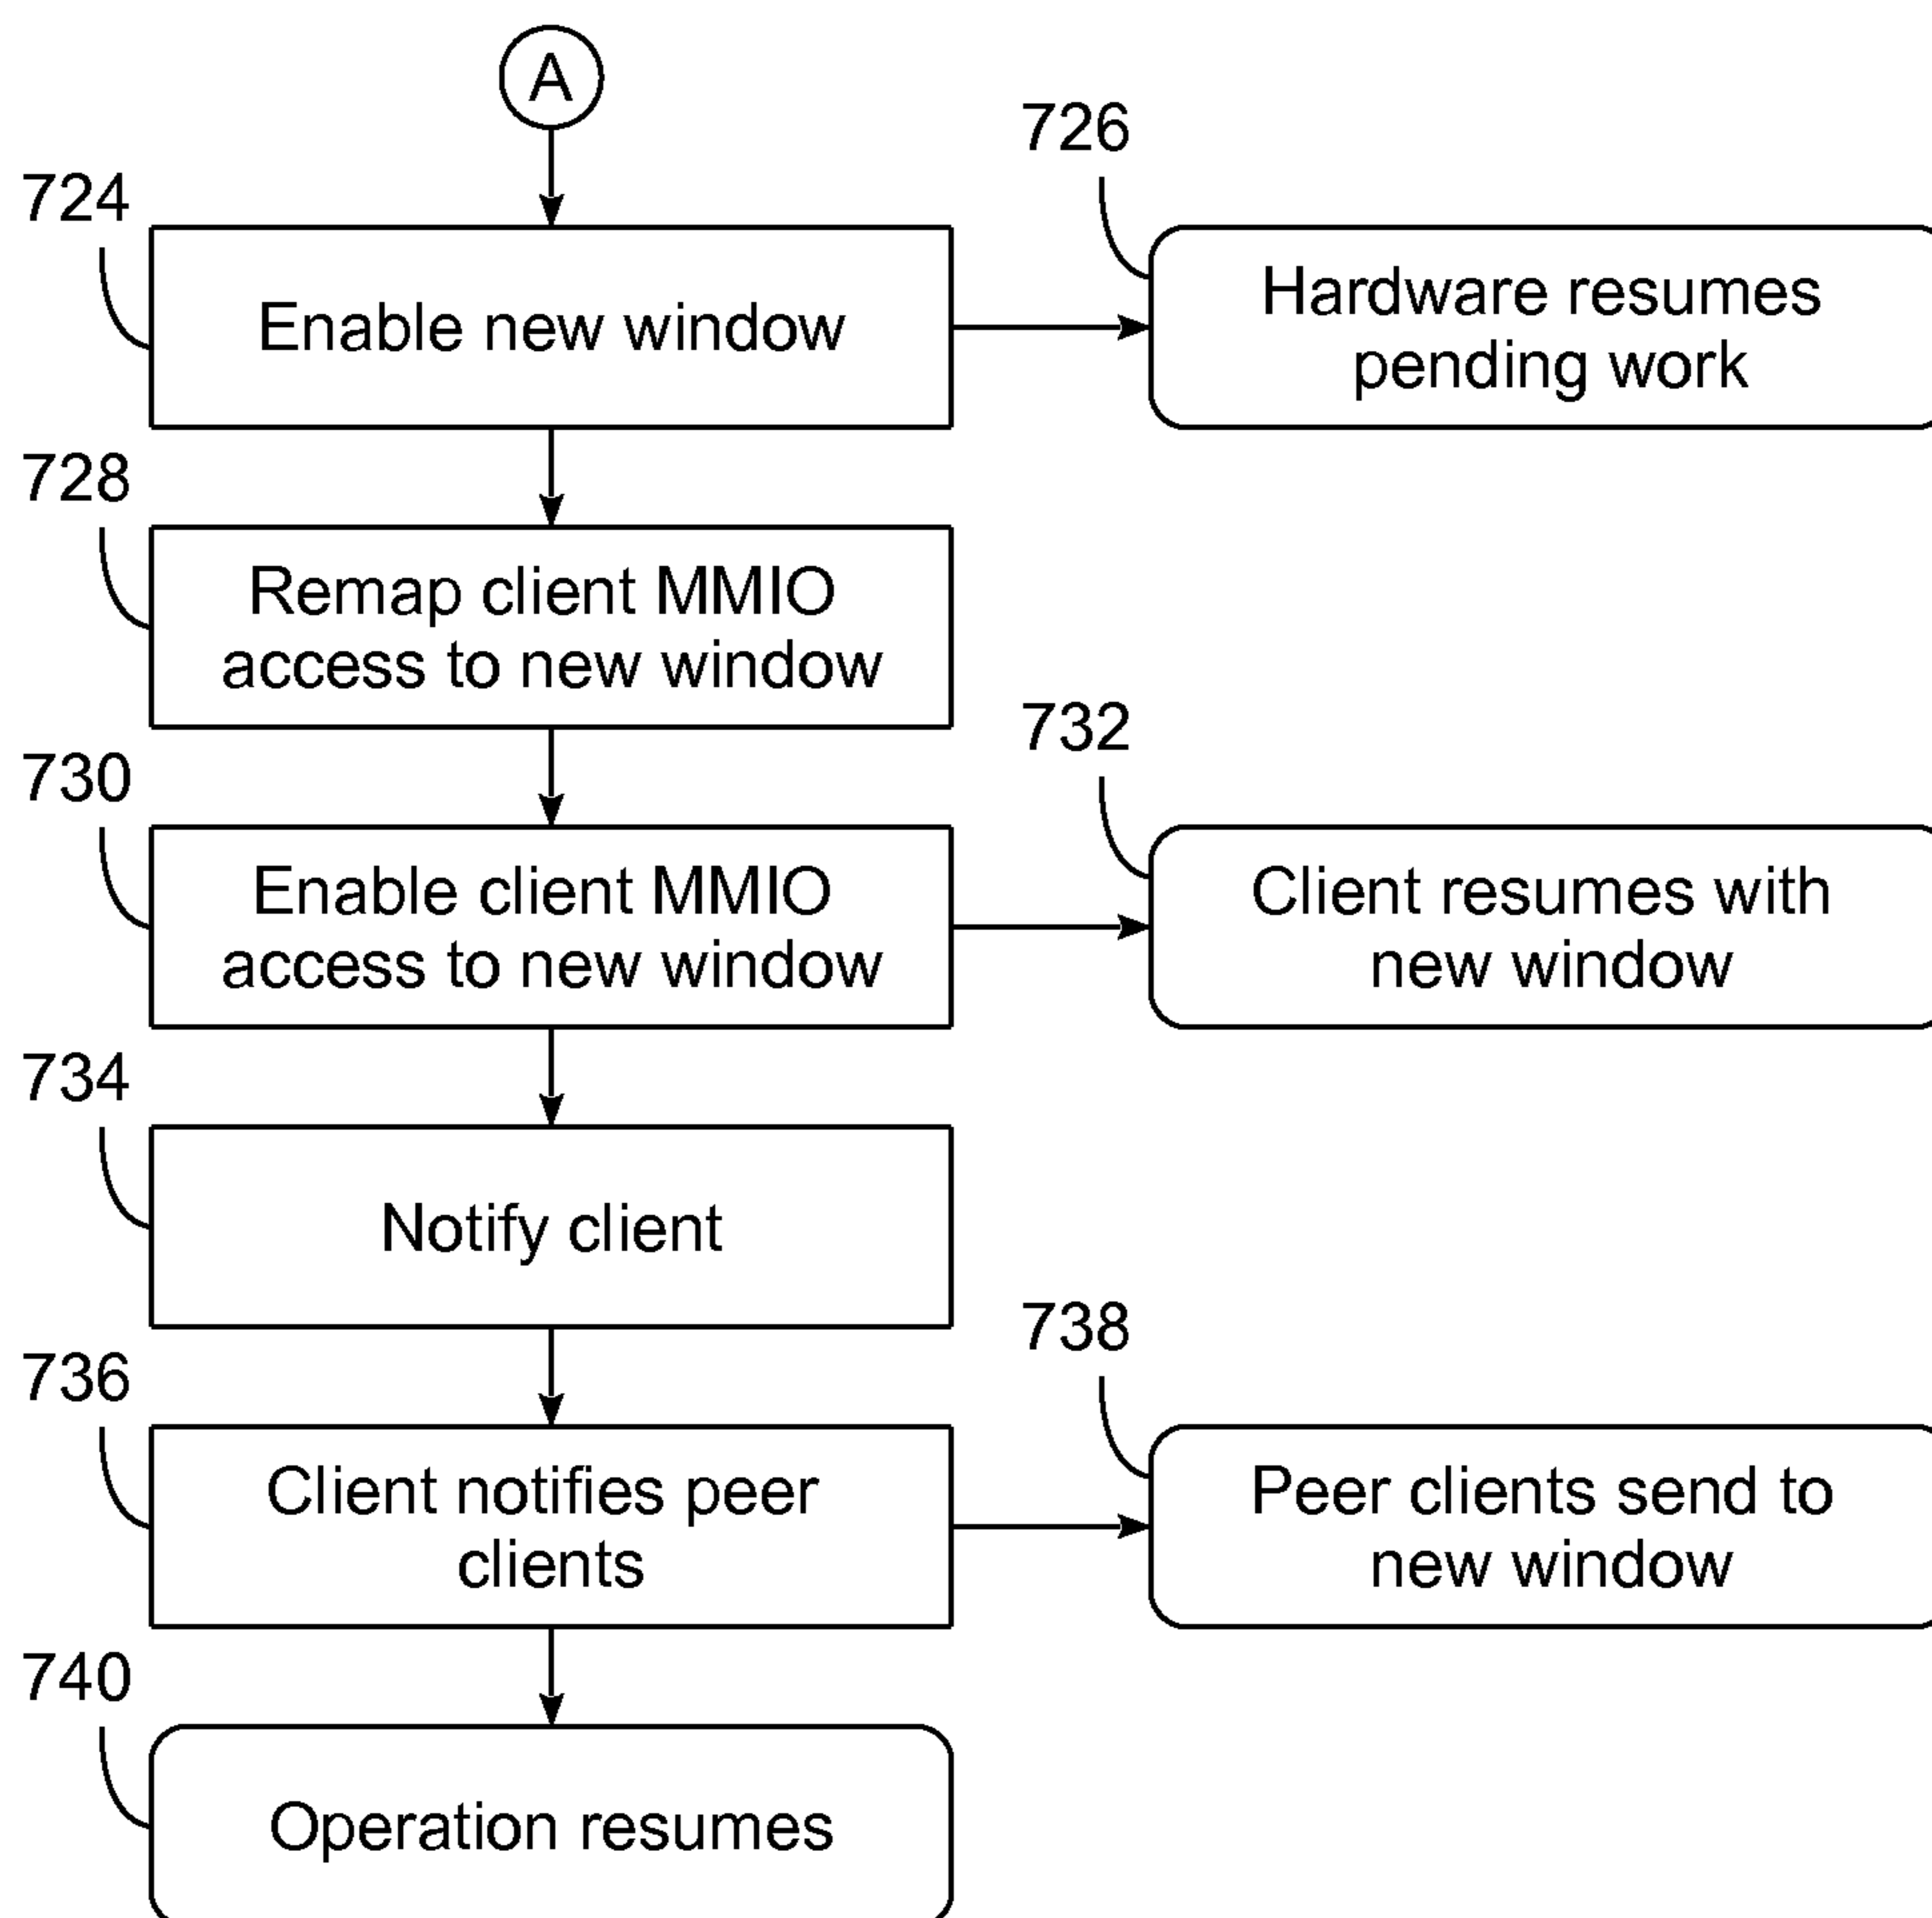 A
724
Enable new window
726
Hardware resumes
pending work
728
Remap client MMIO
access to new window
730
Enable client MMIO
access to new window
732
Client resumes with
new window
734
Notify client
736
Client notifies peer
clients
738
Peer clients send to
new window
740
Operation resumes